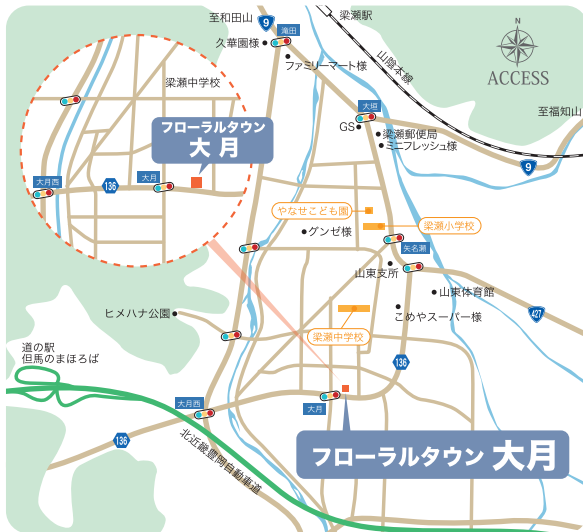 至和田山
9
滝田
久華園様
ファミリーマート様
梁瀬駅
山陰本線
N
ACCESS
至福知山
大垣
GS
梁瀬郵便局
ミニフレッシュ様
9
梁瀬中学校
フローラルタウン
大月
大月西
136
大月
やなせこども園
梁瀬小学校
グンゼ様
矢名瀬
山東支所
山東体育館
こめやスーパー様
427
ヒメハナ公園
梁瀬中学校
道の駅
但馬のまほろば
136
大月西
大月
136
北近畿豊岡自動車道
フローラルタウン 大月